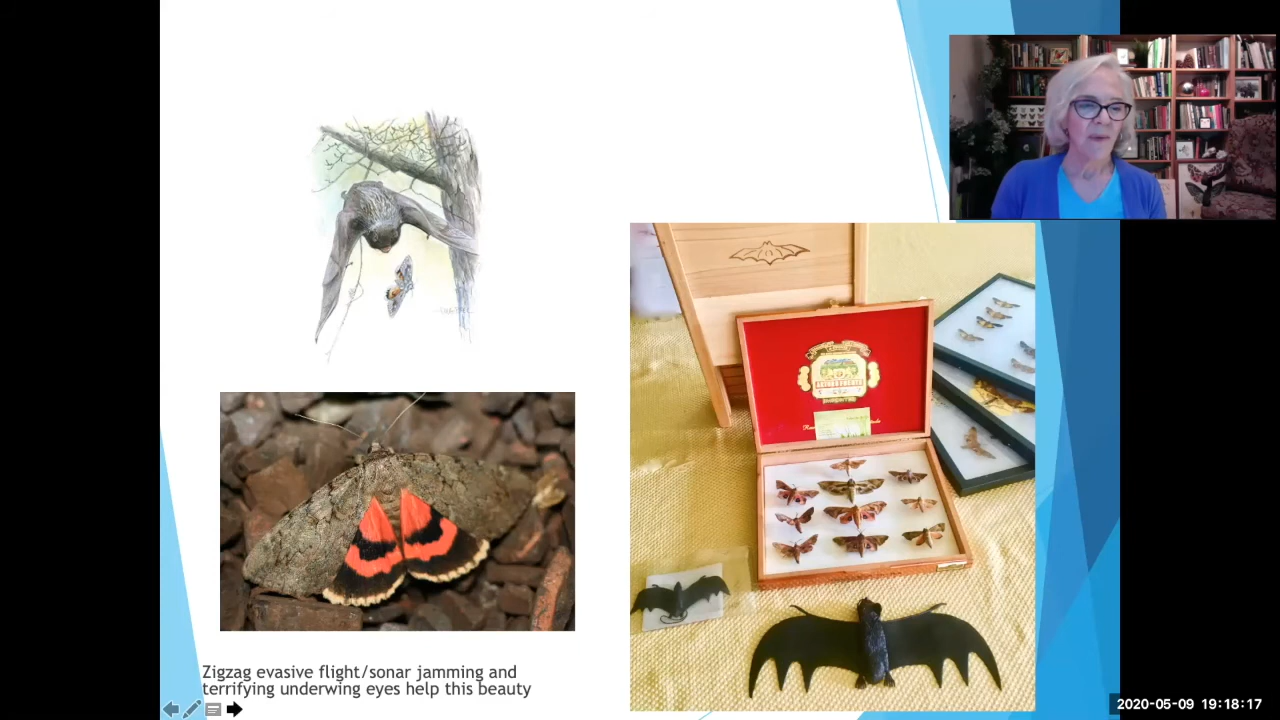 Zigzag evasive flight/sonar jamming and
terrifying underwing eyes help this beauty
2020-05-09 19:18:17